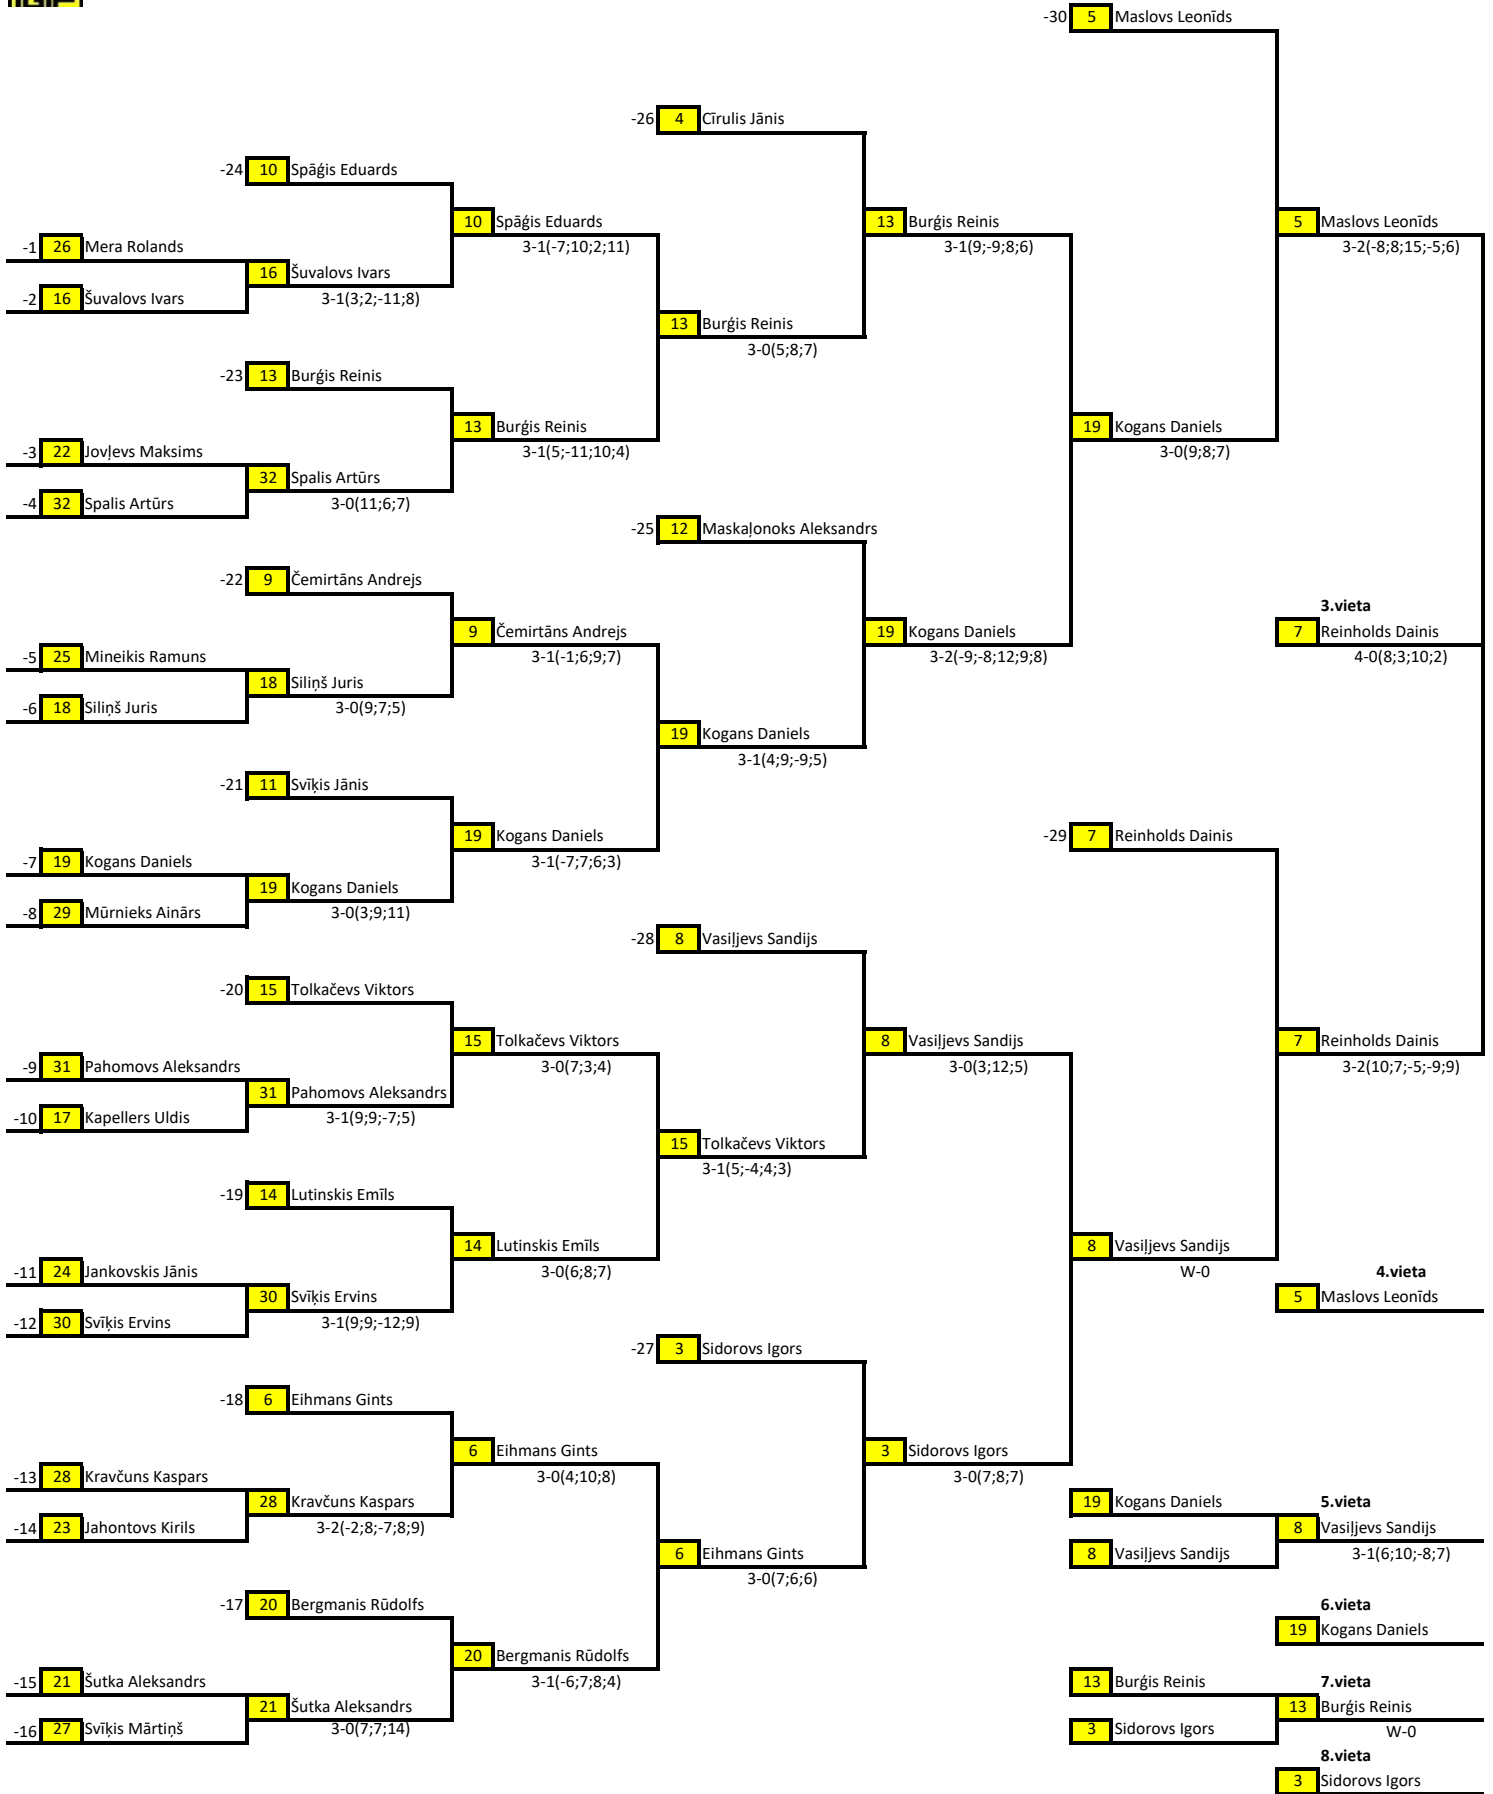 -30 5 Maslovs Leonīds
-26 4 Cīrulis Jānis
-24 10 Spāģis Eduards
10 Spāģis Eduards 13 Burģis Reinis 5 Maslovs Leonīds
-1 26 Mera Rolands 3-1(-7;10;2;11) 3-1(9;-9;8;6) 3-2(-8;8;15;-5;6)
16 Šuvalovs Ivars
-2 16 Šuvalovs Ivars 3-1(3;2;-11;8)
13 Burģis Reinis
3-0(5;8;7)
-23 13 Burģis Reinis
13 Burģis Reinis 19 Kogans Daniels
-3 22 Jovļevs Maksims 3-1(5;-11;10;4) 3-0(9;8;7)
32 Spalis Artūrs
-4 32 Spalis Artūrs 3-0(11;6;7)
-25 12 Maskaļonoks Aleksandrs
-22 9 Čemirtāns Andrejs
3.vieta
9 Čemirtāns Andrejs 19 Kogans Daniels 7 Reinholds Dainis
-5 25 Mineikis Ramuns 3-1(-1;6;9;7) 3-2(-9;-8;12;9;8) 4-0(8;3;10;2)
18 Siliņš Juris
-6 18 Siliņš Juris 3-0(9;7;5)
19 Kogans Daniels
3-1(4;9;-9;5)
-21 11 Svīķis Jānis
19 Kogans Daniels -29 7 Reinholds Dainis
-7 19 Kogans Daniels 3-1(-7;7;6;3)
19 Kogans Daniels
-8 29 Mūrnieks Ainārs 3-0(3;9;11)
-28 8 Vasiļjevs Sandijs
-20 15 Tolkačevs Viktors
15 Tolkačevs Viktors 8 Vasiļjevs Sandijs 7 Reinholds Dainis
-9 31 Pahomovs Aleksandrs 3-0(7;3;4) 3-0(3;12;5) 3-2(10;7;-5;-9;9)
31 Pahomovs Aleksandrs
-10 17 Kapellers Uldis 3-1(9;9;-7;5)
15 Tolkačevs Viktors
3-1(5;-4;4;3)
-19 14 Lutinskis Emīls
14 Lutinskis Emīls 8 Vasiļjevs Sandijs
-11 24 Jankovskis Jānis 3-0(6;8;7) W-0 4.vieta
30 Svīķis Ervins 5 Maslovs Leonīds
-12 30 Svīķis Ervins 3-1(9;9;-12;9)
-27 3 Sidorovs Igors
-18 6 Eihmans Gints
6 Eihmans Gints 3 Sidorovs Igors
-13 28 Kravčuns Kaspars 3-0(4;10;8) 3-0(7;8;7)
28 Kravčuns Kaspars 19 Kogans Daniels 5.vieta
-14 23 Jahontovs Kirils 3-2(-2;8;-7;8;9) 8 Vasiļjevs Sandijs
6 Eihmans Gints 8 Vasiļjevs Sandijs 3-1(6;10;-8;7)
3-0(7;6;6)
-17 20 Bergmanis Rūdolfs 6.vieta
19 Kogans Daniels
20 Bergmanis Rūdolfs
-15 21 Šutka Aleksandrs 3-1(-6;7;8;4) 13 Burģis Reinis 7.vieta
21 Šutka Aleksandrs 13 Burģis Reinis
-16 27 Svīķis Mārtiņš 3-0(7;7;14) 3 Sidorovs Igors W-0
8.vieta
3 Sidorovs Igors